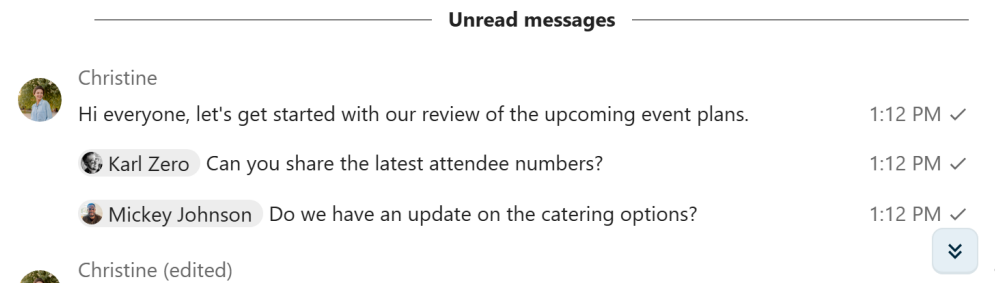 Unread messages
Christine
Hi everyone, let's get started with our review of the upcoming event plans. 1:12 PM
Karl Zero Can you share the latest attendee numbers? 1:12 PM
Mickey Johnson Do we have an update on the catering options? 1:12 PM
Christine (edited)